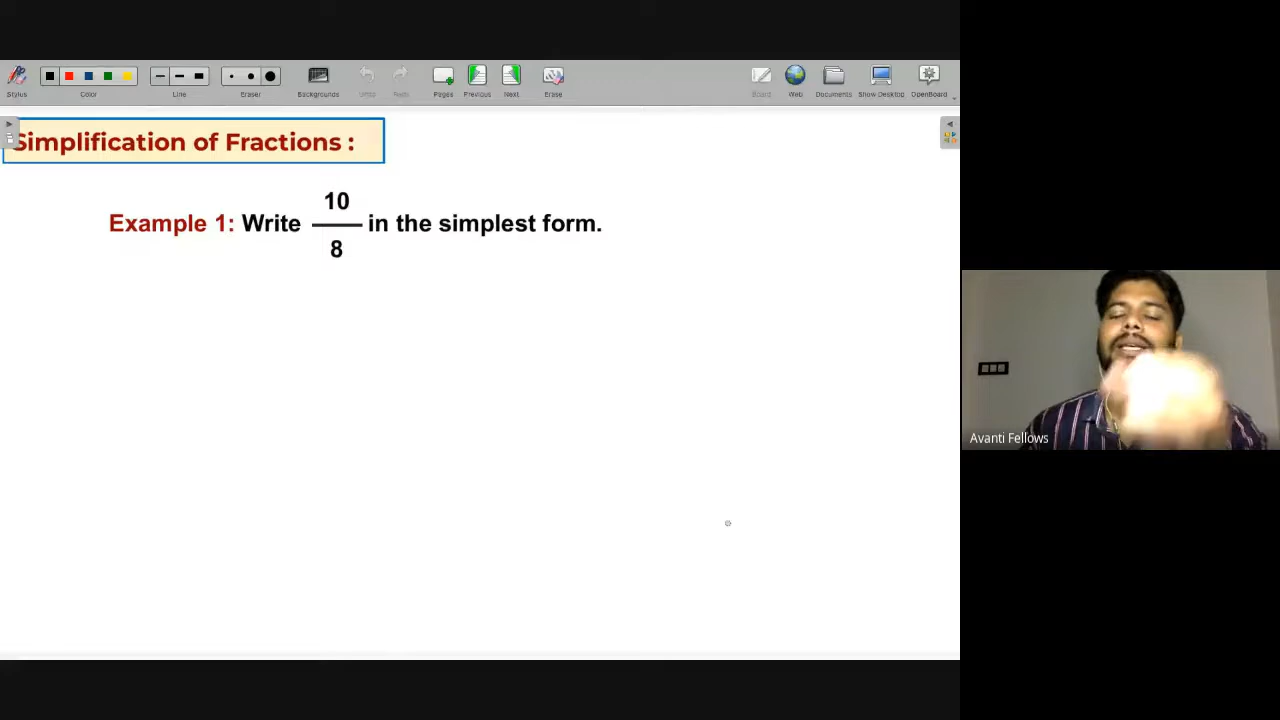 Stylus
Color
Line
Eraser
Backgrounds
Undo
Redo
Pages
Previous
Next
Erase
Board
Web
Documents
Show Desktop
OpenBoard
Simplification of Fractions :
10
Example 1: Write in the simplest form.
8
Avanti Fellows